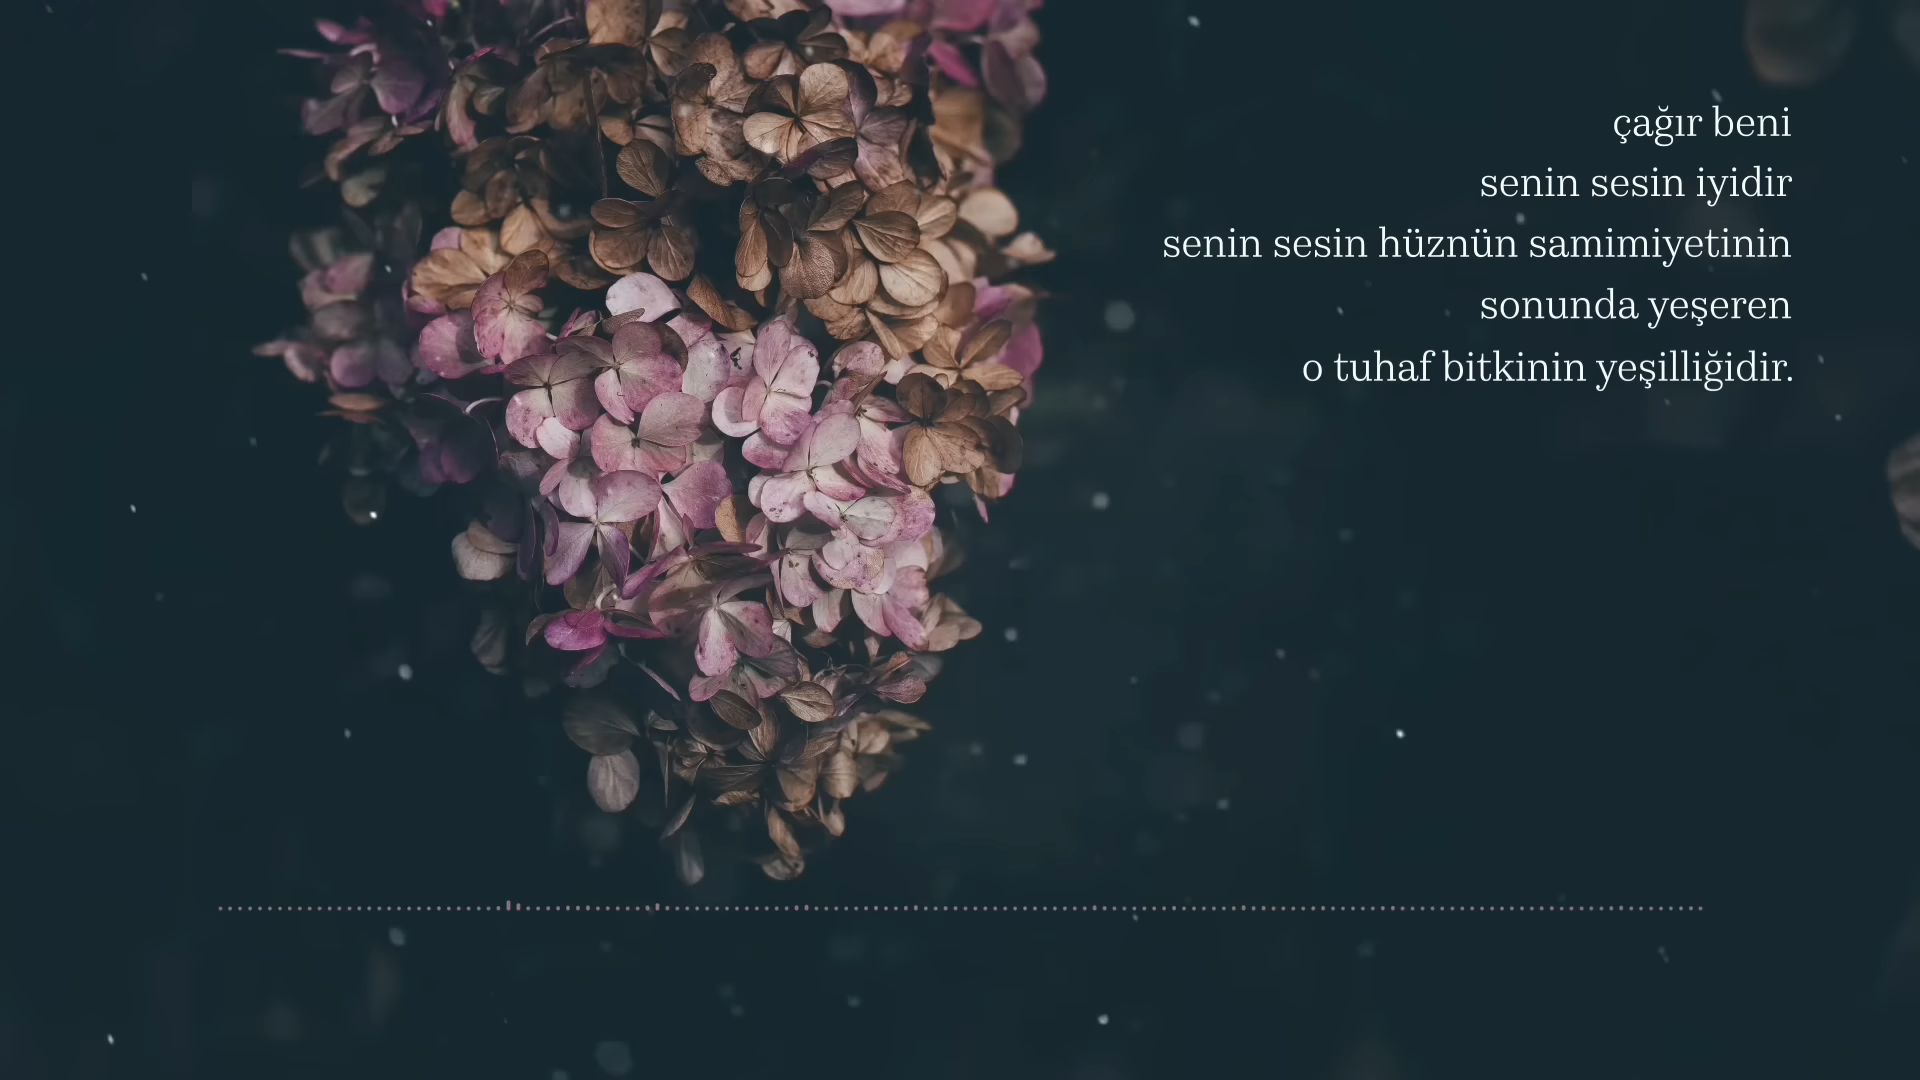 çağır beni
senin sesin iyidir
senin sesin hüznün samimiyetinin
sonunda yeşeren
o tuhaf bitkinin yeşilliğidir.